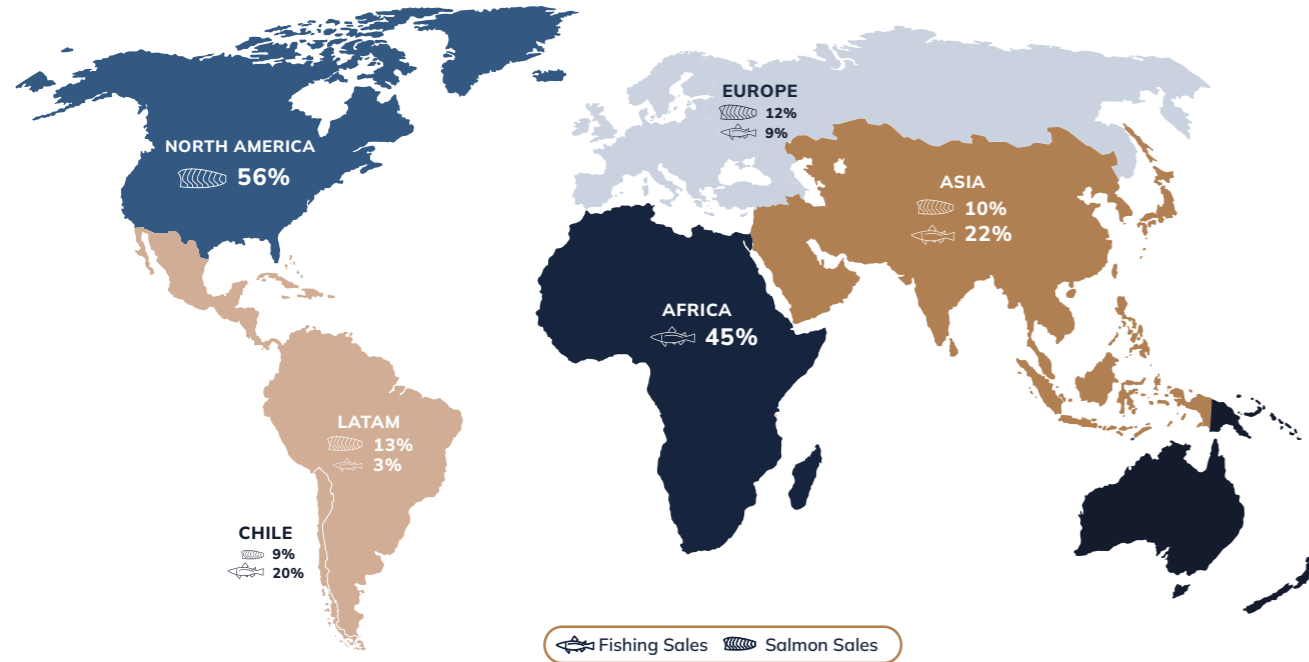 NORTH AMERICA
56%
EUROPE
12%
9%
ASIA
10%
22%
AFRICA
45%
LATAM
13%
3%
CHILE
9%
20%
Fishing Sales Salmon Sales